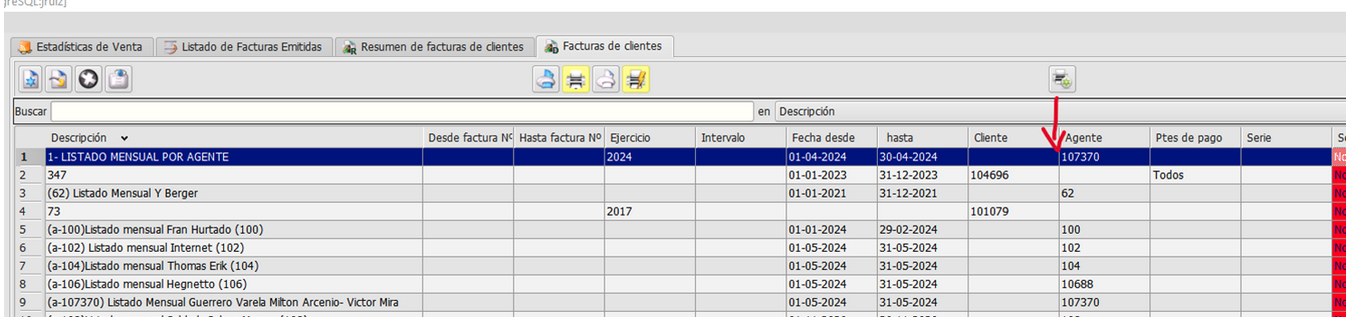 greSQL:jruiz]
Estadísticas de Venta Listado de Facturas Emitidas Resumen de facturas de clientes Facturas de clientes
Buscar en Descripción
Descripción Desde factura Nº Hasta factura Nº Ejercicio Intervalo Fecha desde hasta Cliente Agente Ptes de pago Serie
1 1- LISTADO MENSUAL POR AGENTE 2024 01-04-2024 30-04-2024 107370 No
2 347 01-01-2023 31-12-2023 104696 Todos No
3 (62) Listado Mensual Y Berger 01-01-2021 31-12-2021 62 No
4 73 2017 101079 No
5 (a-100)Listado mensual Fran Hurtado (100) 01-01-2024 29-02-2024 100 No
6 (a-102) Listado mensual Internet (102) 01-05-2024 31-05-2024 102 No
7 (a-104)Listado mensual Thomas Erik (104) 01-05-2024 31-05-2024 104 No
8 (a-106)Listado mensual Hegnetto (106) 01-05-2024 31-05-2024 10688 No
9 (a-107370) Listado Mensual Guerrero Varela Milton Arcenio- Victor Mira 01-05-2024 31-05-2024 107370 No